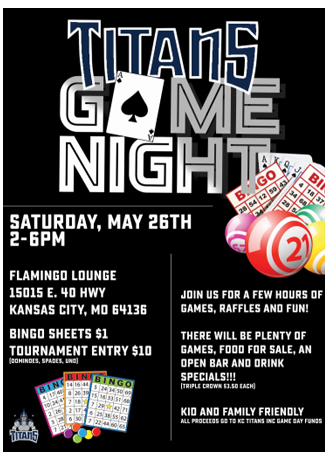 TITANS
GAME
NIGHT
SATURDAY, MAY 26TH
2-6PM
FLAMINGO LOUNGE
15015 E. 40 HWY
KANSAS CITY, MO 64136
BINGO SHEETS $1
TOURNAMENT ENTRY $10
(DOMINOES, SPADES, UNO)
JOIN US FOR A FEW HOURS OF
GAMES, RAFFLES AND FUN!
THERE WILL BE PLENTY OF
GAMES, FOOD FOR SALE, AN
OPEN BAR AND DRINK
SPECIALS!!!
(TRIPLE CROWN $3.50 EACH)
KID AND FAMILY FRIENDLY
ALL PROCEEDS GO TO KC TITANS INC GAME DAY FUNDS
BINGO
BINGO
21
BINGO
BINGO
TITANS